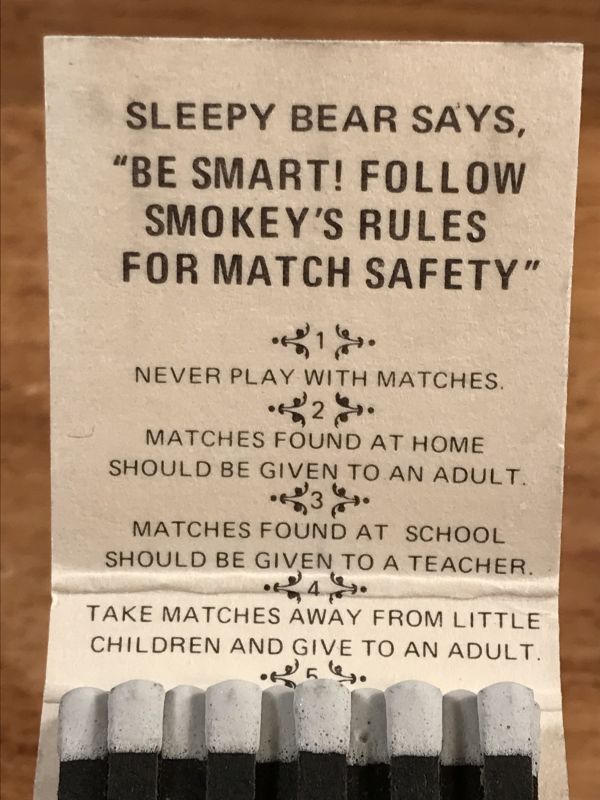 SLEEPY BEAR SAYS,
"BE SMART! FOLLOW
SMOKEY'S RULES
FOR MATCH SAFETY"
1
NEVER PLAY WITH MATCHES.
2
MATCHES FOUND AT HOME
SHOULD BE GIVEN TO AN ADULT.
3
MATCHES FOUND AT SCHOOL
SHOULD BE GIVEN TO A TEACHER.
4
TAKE MATCHES AWAY FROM LITTLE
CHILDREN AND GIVE TO AN ADULT.
5